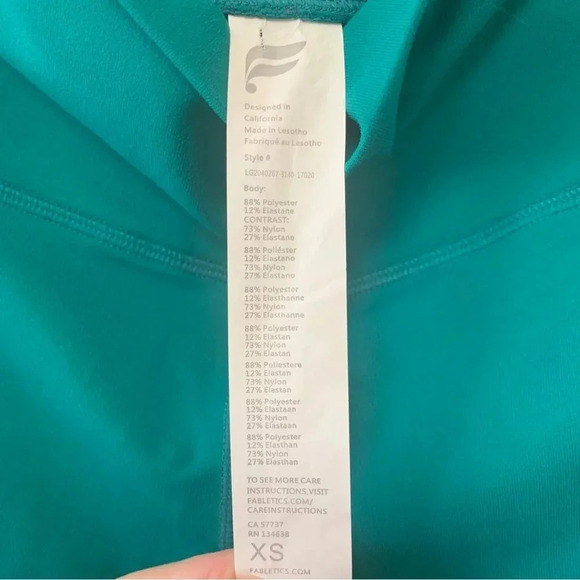 Designed in
California
Made in Lesotho
Fabriqué au Lesotho
Style #
LG2040267-3140-17020
Body:
88% Polyester
12% Elastane
CONTRAST:
73% Nylon
27% Elastane
88% Poliéster
12% Elastano
73% Nylon
27% Elastano
88% Polyester
12% Elasthanne
73% Nylon
27% Elasthanne
88% Polyester
12% Elastan
73% Nylon
27% Elastan
88% Poliestere
12% Elastan
73% Nylon
27% Elastan
88% Polyester
12% Elastaan
73% Nylon
27% Elastaan
88% Polyester
12% Elasthan
73% Nylon
27% Elasthan
TO SEE MORE CARE
INSTRUCTIONS,VISIT
FABLETICS.COM/
CAREINSTRUCTIONS
CA 57737
RN 134638
XS
FABLETICS.COM